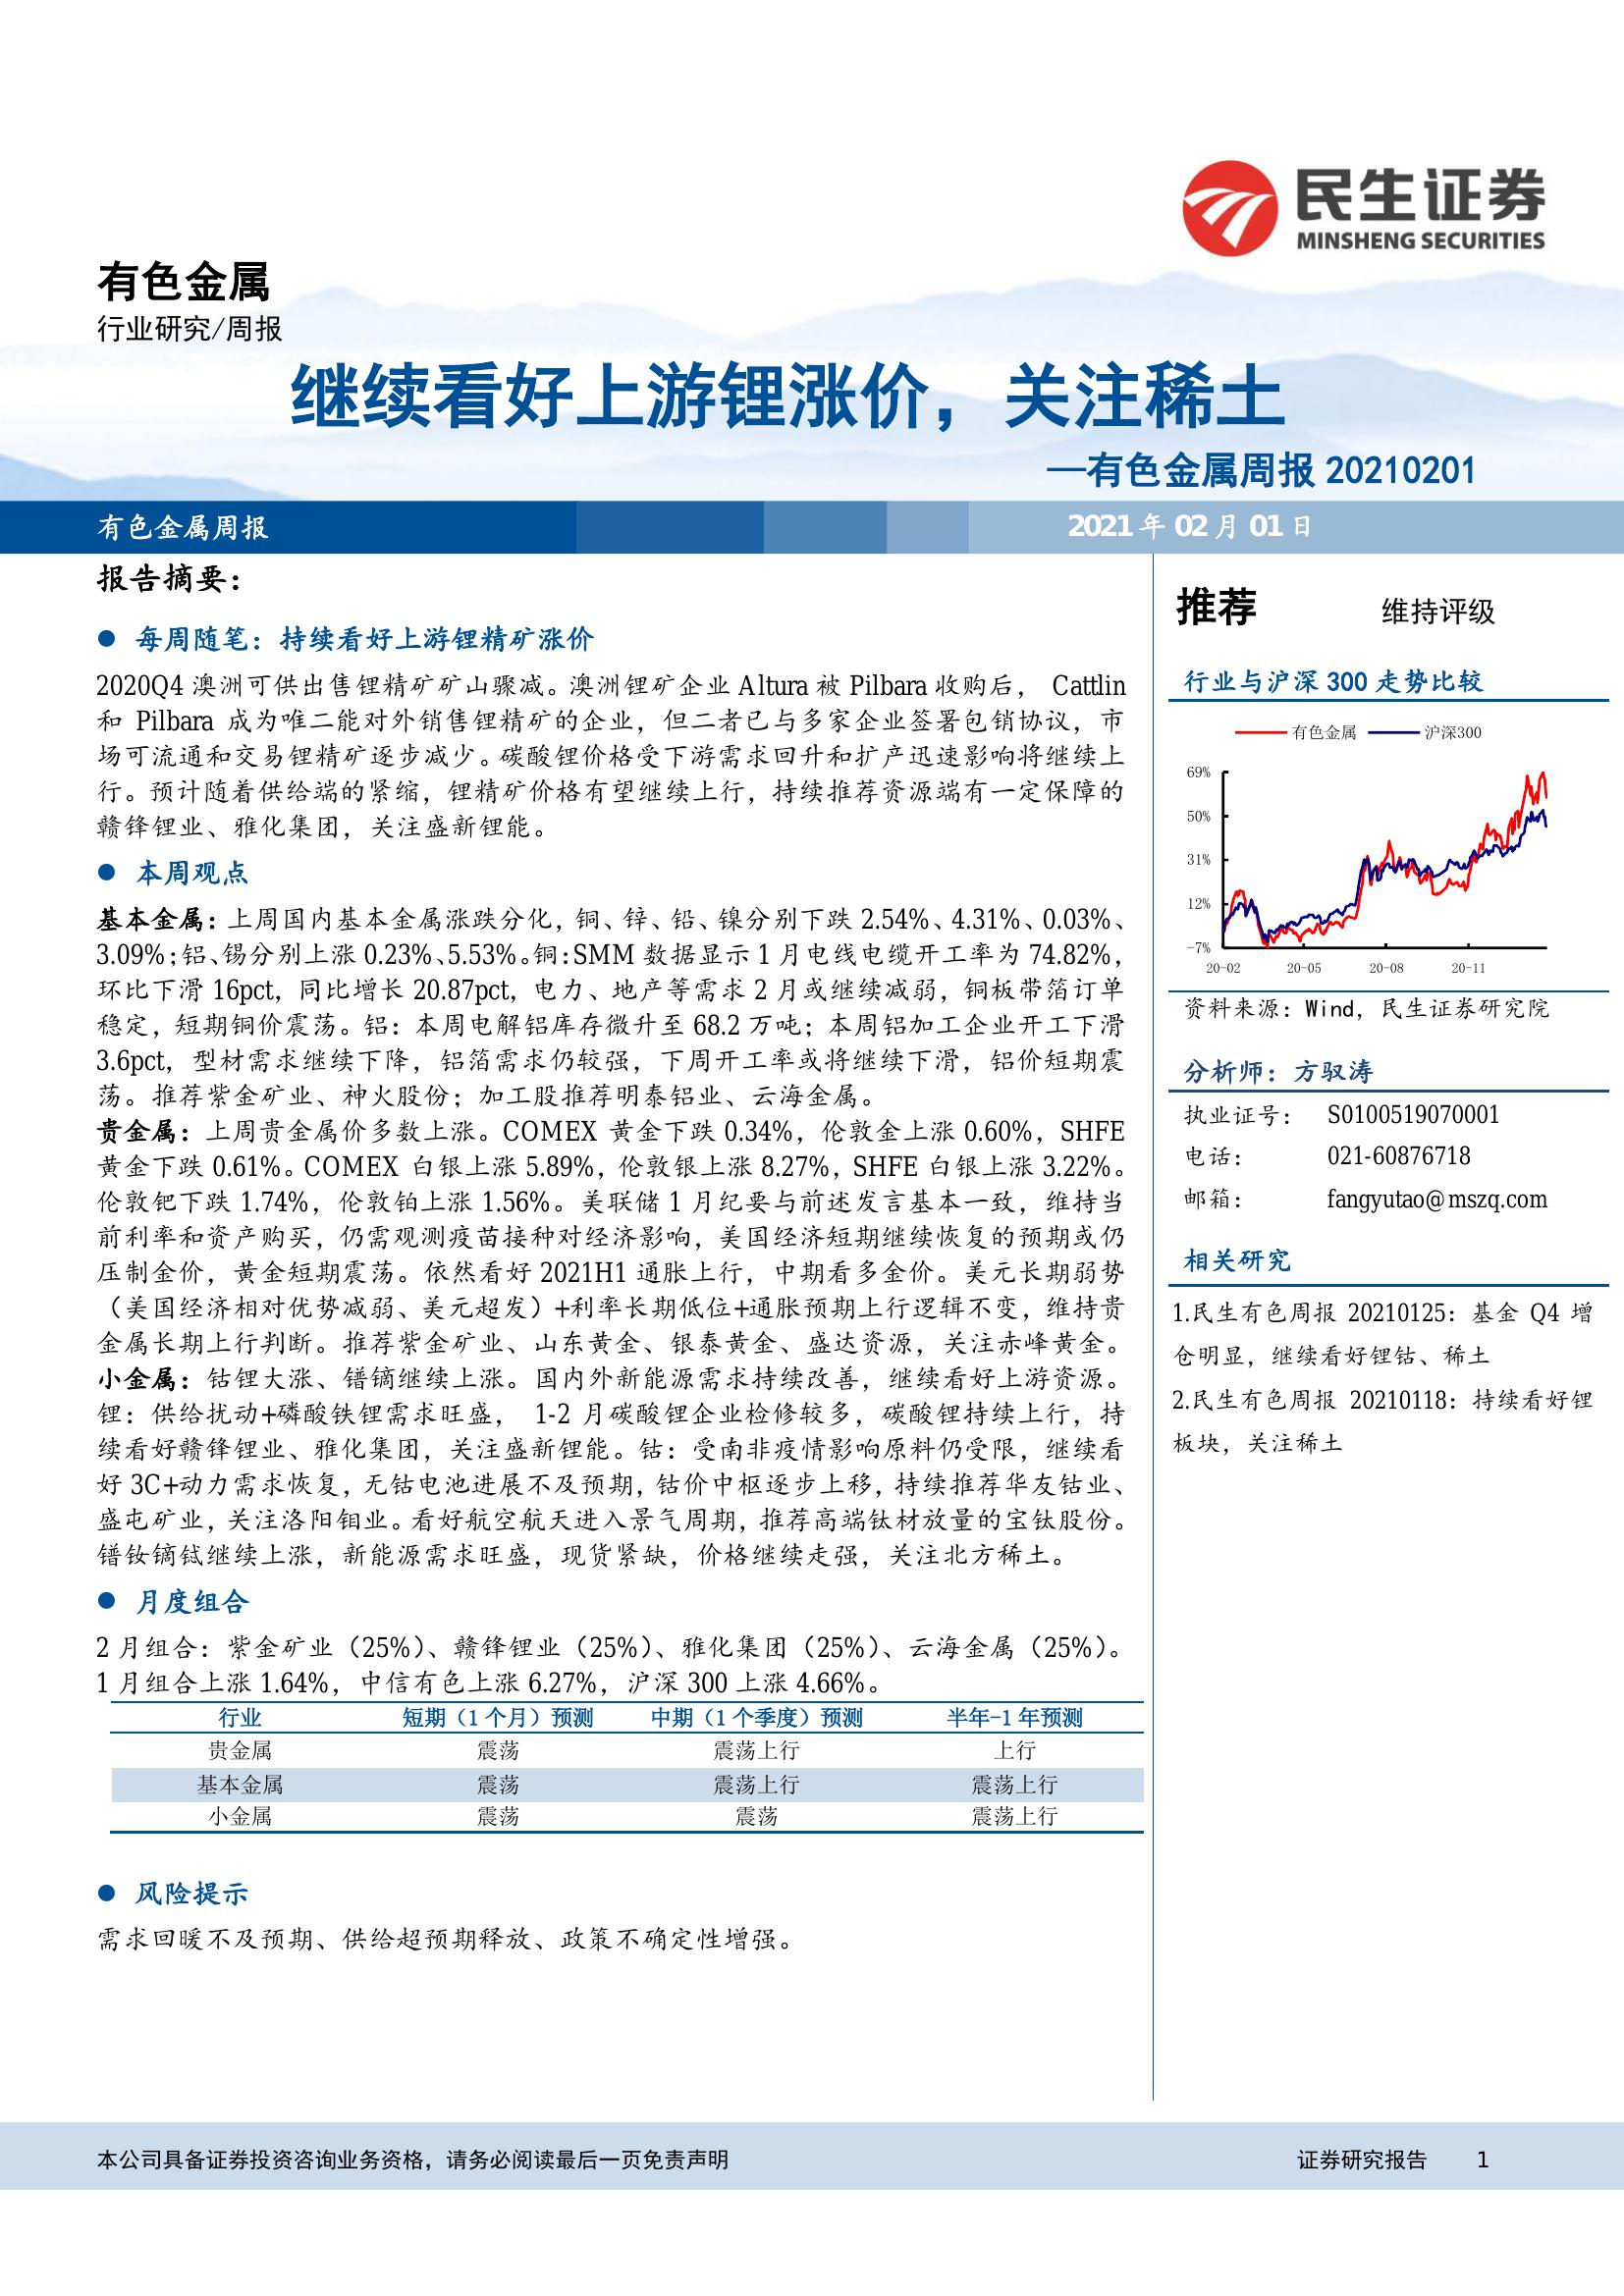 民生证券
MINSHENG SECURITIES
有色金属
行业研究/周报
继续看好上游锂涨价，关注稀土
—有色金属周报 20210201
有色金属周报
2021 年 02 月 01 日
报告摘要：
● 每周随笔：持续看好上游锂精矿涨价
2020Q4 澳洲可供出售锂精矿矿山骤减。澳洲锂矿企业 Altura 被 Pilbara 收购后， Cattlin
和 Pilbara 成为唯二能对外销售锂精矿的企业，但二者已与多家企业签署包销协议，市
场可流通和交易锂精矿逐步减少。碳酸锂价格受下游需求回升和扩产迅速影响将继续上
行。预计随着供给端的紧缩，锂精矿价格有望继续上行，持续推荐资源端有一定保障的
赣锋锂业、雅化集团，关注盛新锂能。
● 本周观点
基本金属：上周国内基本金属涨跌分化，铜、锌、铅、镍分别下跌 2.54%、4.31%、0.03%、
3.09%；铝、锡分别上涨 0.23%、5.53%。铜：SMM 数据显示 1 月电线电缆开工率为 74.82%，
环比下滑 16pct，同比增长 20.87pct，电力、地产等需求 2 月或继续减弱，铜板带箔订单
稳定，短期铜价震荡。铝：本周电解铝库存微升至 68.2 万吨；本周铝加工企业开工下滑
3.6pct，型材需求继续下降，铝箔需求仍较强，下周开工率或将继续下滑，铝价短期震
荡。推荐紫金矿业、神火股份；加工股推荐明泰铝业、云海金属。
贵金属：上周贵金属价多数上涨。COMEX 黄金下跌 0.34%，伦敦金上涨 0.60%，SHFE
黄金下跌 0.61%。COMEX 白银上涨 5.89%，伦敦银上涨 8.27%，SHFE 白银上涨 3.22%。
伦敦钯下跌 1.74%，伦敦铂上涨 1.56%。美联储 1 月纪要与前述发言基本一致，维持当
前利率和资产购买，仍需观测疫苗接种对经济影响，美国经济短期继续恢复的预期或仍
压制金价，黄金短期震荡。依然看好 2021H1 通胀上行，中期看多金价。美元长期弱势
（美国经济相对优势减弱、美元超发）+利率长期低位+通胀预期上行逻辑不变，维持贵
金属长期上行判断。推荐紫金矿业、山东黄金、银泰黄金、盛达资源，关注赤峰黄金。
小金属：钴锂大涨、镨镝继续上涨。国内外新能源需求持续改善，继续看好上游资源。
锂：供给扰动+磷酸铁锂需求旺盛， 1-2 月碳酸锂企业检修较多，碳酸锂持续上行，持
续看好赣锋锂业、雅化集团，关注盛新锂能。钴：受南非疫情影响原料仍受限，继续看
好 3C+动力需求恢复，无钴电池进展不及预期，钴价中枢逐步上移，持续推荐华友钴业、
盛屯矿业，关注洛阳钼业。看好航空航天进入景气周期，推荐高端钛材放量的宝钛股份。
镨钕镝铽继续上涨，新能源需求旺盛，现货紧缺，价格继续走强，关注北方稀土。
● 月度组合
2 月组合：紫金矿业（25%）、赣锋锂业（25%）、雅化集团（25%）、云海金属（25%）。
1 月组合上涨 1.64%，中信有色上涨 6.27%，沪深 300 上涨 4.66%。
行业 短期（1 个月）预测 中期（1 个季度）预测 半年-1 年预测
贵金属 震荡 震荡上行 上行
基本金属 震荡 震荡上行 震荡上行
小金属 震荡 震荡 震荡上行
● 风险提示
需求回暖不及预期、供给超预期释放、政策不确定性增强。
推荐 维持评级
行业与沪深 300 走势比较
有色金属 沪深300
69%
50%
31%
12%
-7%
20-02 20-05 20-08 20-11
资料来源：Wind，民生证券研究院
分析师：方驭涛
执业证号： S0100519070001
电话： 021-60876718
邮箱： fangyutao@mszq.com
相关研究
1.民生有色周报 20210125：基金 Q4 增
仓明显，继续看好锂钴、稀土
2.民生有色周报 20210118：持续看好锂
板块，关注稀土
本公司具备证券投资咨询业务资格，请务必阅读最后一页免责声明
证券研究报告 1